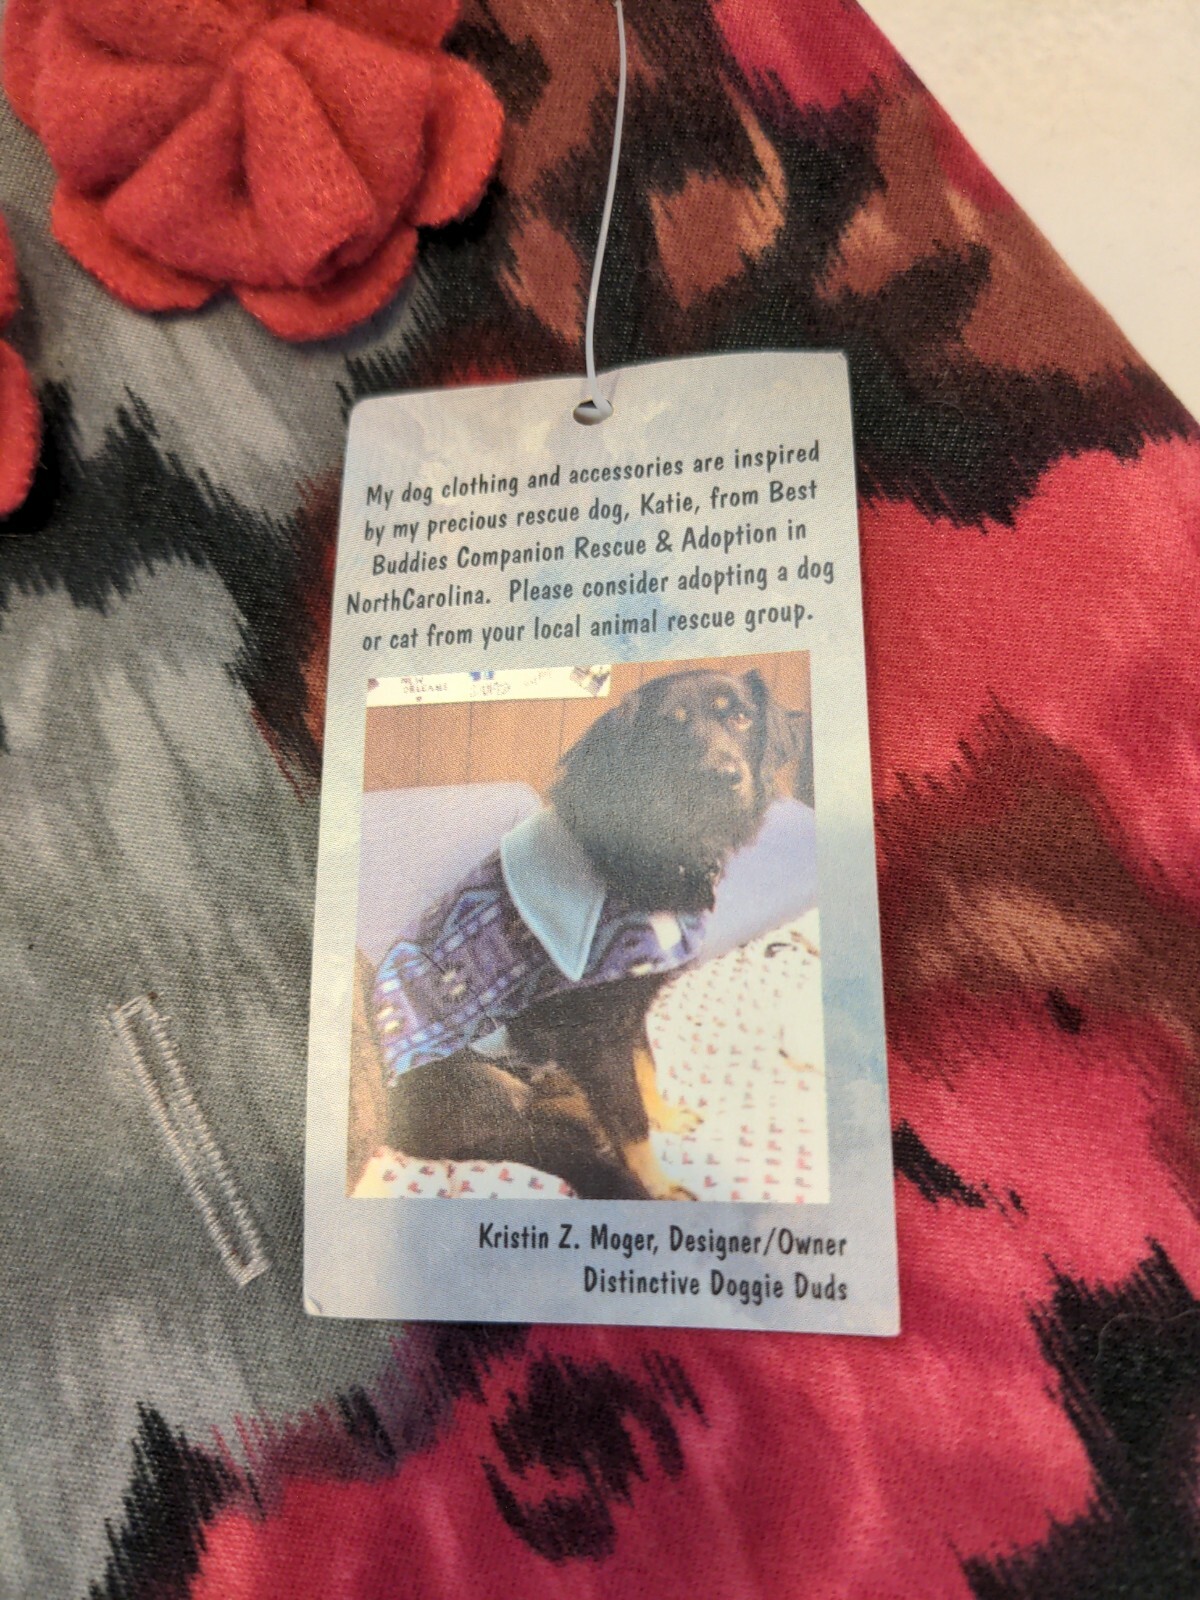 My dog clothing and accessories are inspired
by my precious rescue dog, Katie, from Best
Buddies Companion Rescue & Adoption in
NorthCarolina. Please consider adopting a dog
or cat from your local animal rescue group.
NEW
ORLEANS
Kristin Z. Moger, Designer/Owner
Distinctive Doggie Duds